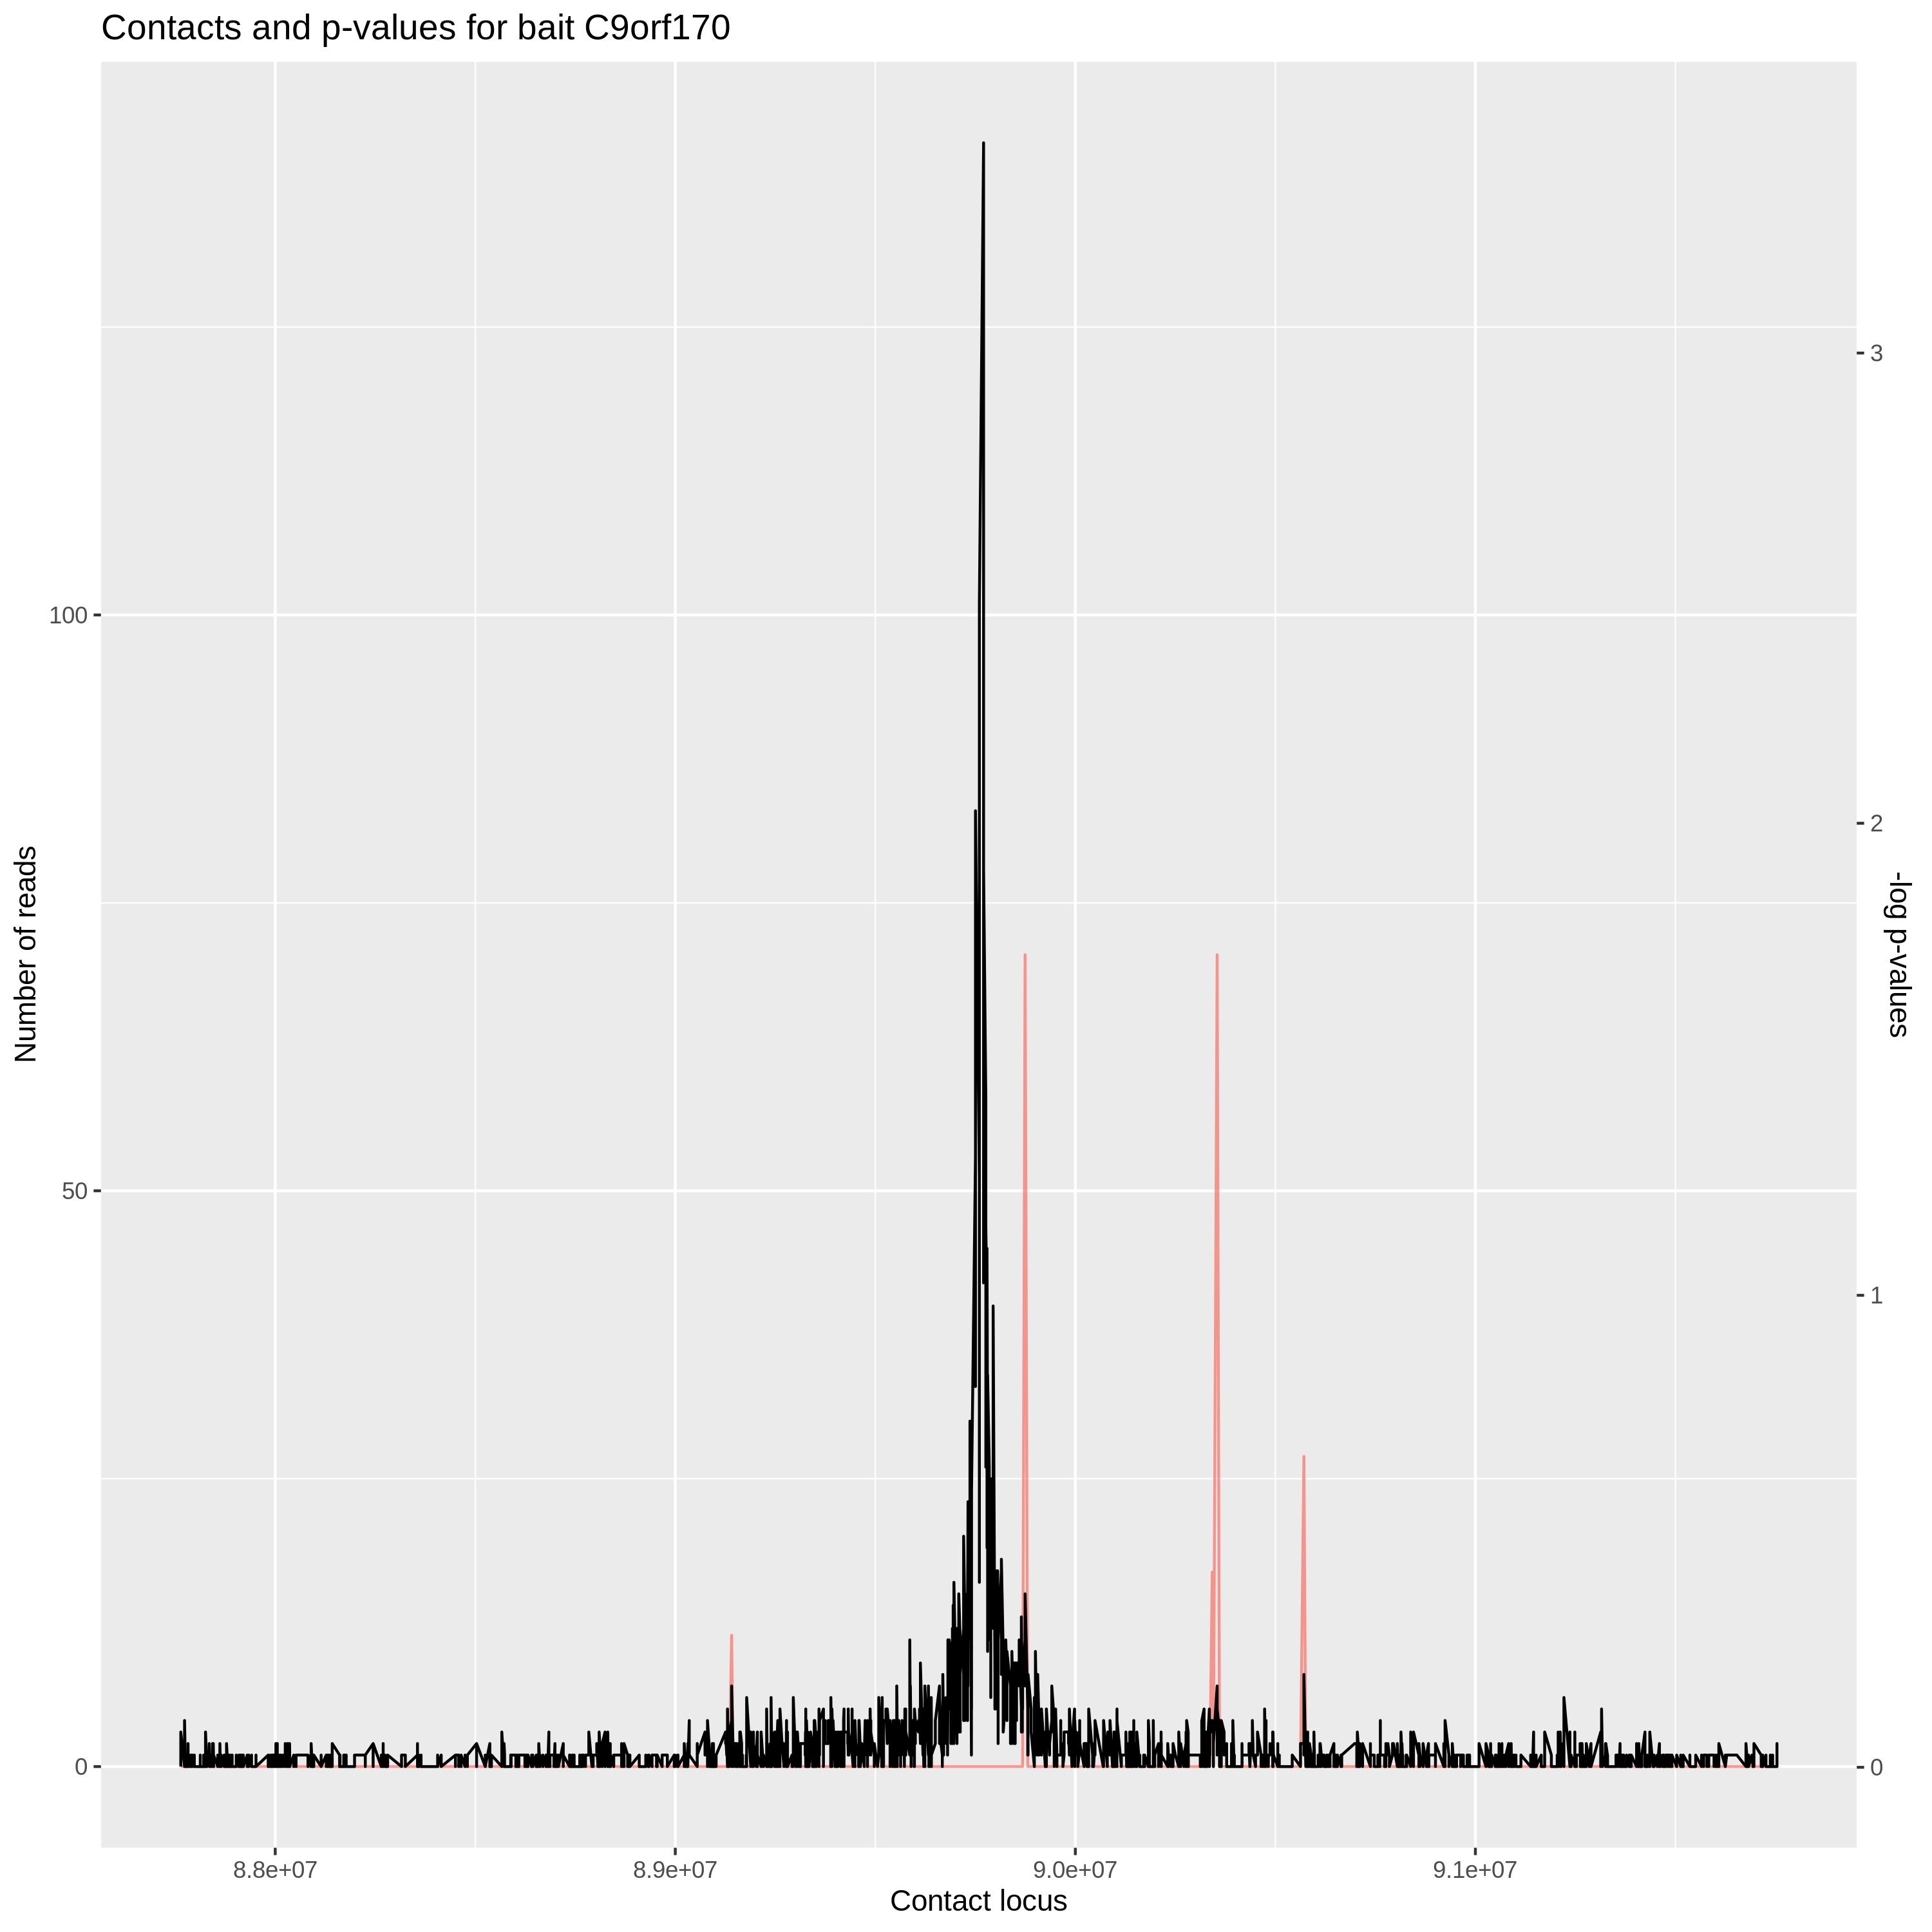 Contacts and p-values for bait C9orf170
100
50
0
Number of reads
3
2
1
0
-log p-values
8.8e+07
8.9e+07
9.0e+07
9.1e+07
Contact locus